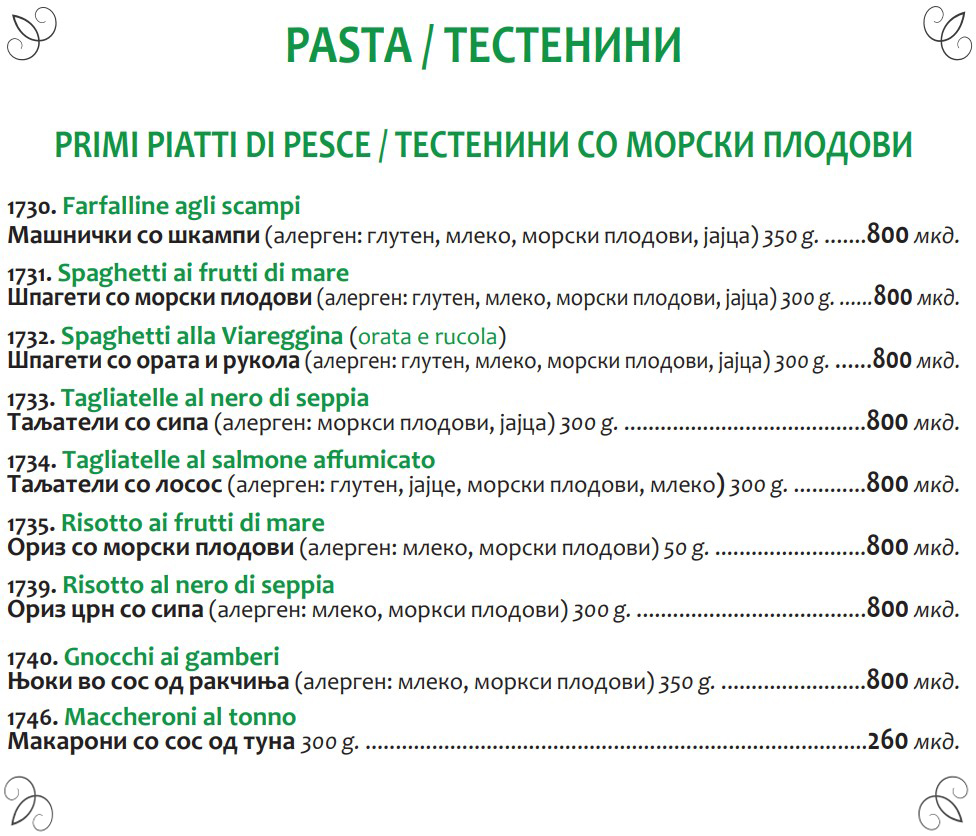 PASTA / ТЕСТЕНИНИ
PRIMI PIATTI DI PESCE / ТЕСТЕНИНИ СО МОРСКИ ПЛОДОВИ
1730. Farfalline agli scampi
Машнички со шкампи (алерген: глутен, млеко, морски плодови, јајца) 350 g. .......800 мкд.
1731. Spaghetti ai frutti di mare
Шпагети со морски плодови (алерген: глутен, млеко, морски плодови, јајца) 300 g. ......800 мкд.
1732. Spaghetti alla Viareggina (orata e rucola)
Шпагети со ората и рукола (алерген: глутен, млеко, морски плодови, јајца) 300 g. ......800 мкд.
1733. Tagliatelle al nero di seppia
Таљатели со сипа (алерген: моркси плодови, јајца) 300 g. ..........................................800 мкд.
1734. Tagliatelle al salmone affumicato
Таљатели со лосос (алерген: глутен, јајце, морски плодови, млеко) 300 g. ............800 мкд.
1735. Risotto ai frutti di mare
Ориз со морски плодови (алерген: млеко, морски плодови) 50 g. ..........................800 мкд.
1739. Risotto al nero di seppia
Ориз црн со сипа (алерген: млеко, моркси плодови) 300 g. ........................................800 мкд.
1740. Gnocchi ai gamberi
Њоки во сос од ракчиња (алерген: млеко, моркси плодови) 350 g. .........................800 мкд.
1746. Maccheroni al tonno
Макарони со сос од туна 300 g. ...................................................................................260 мкд.